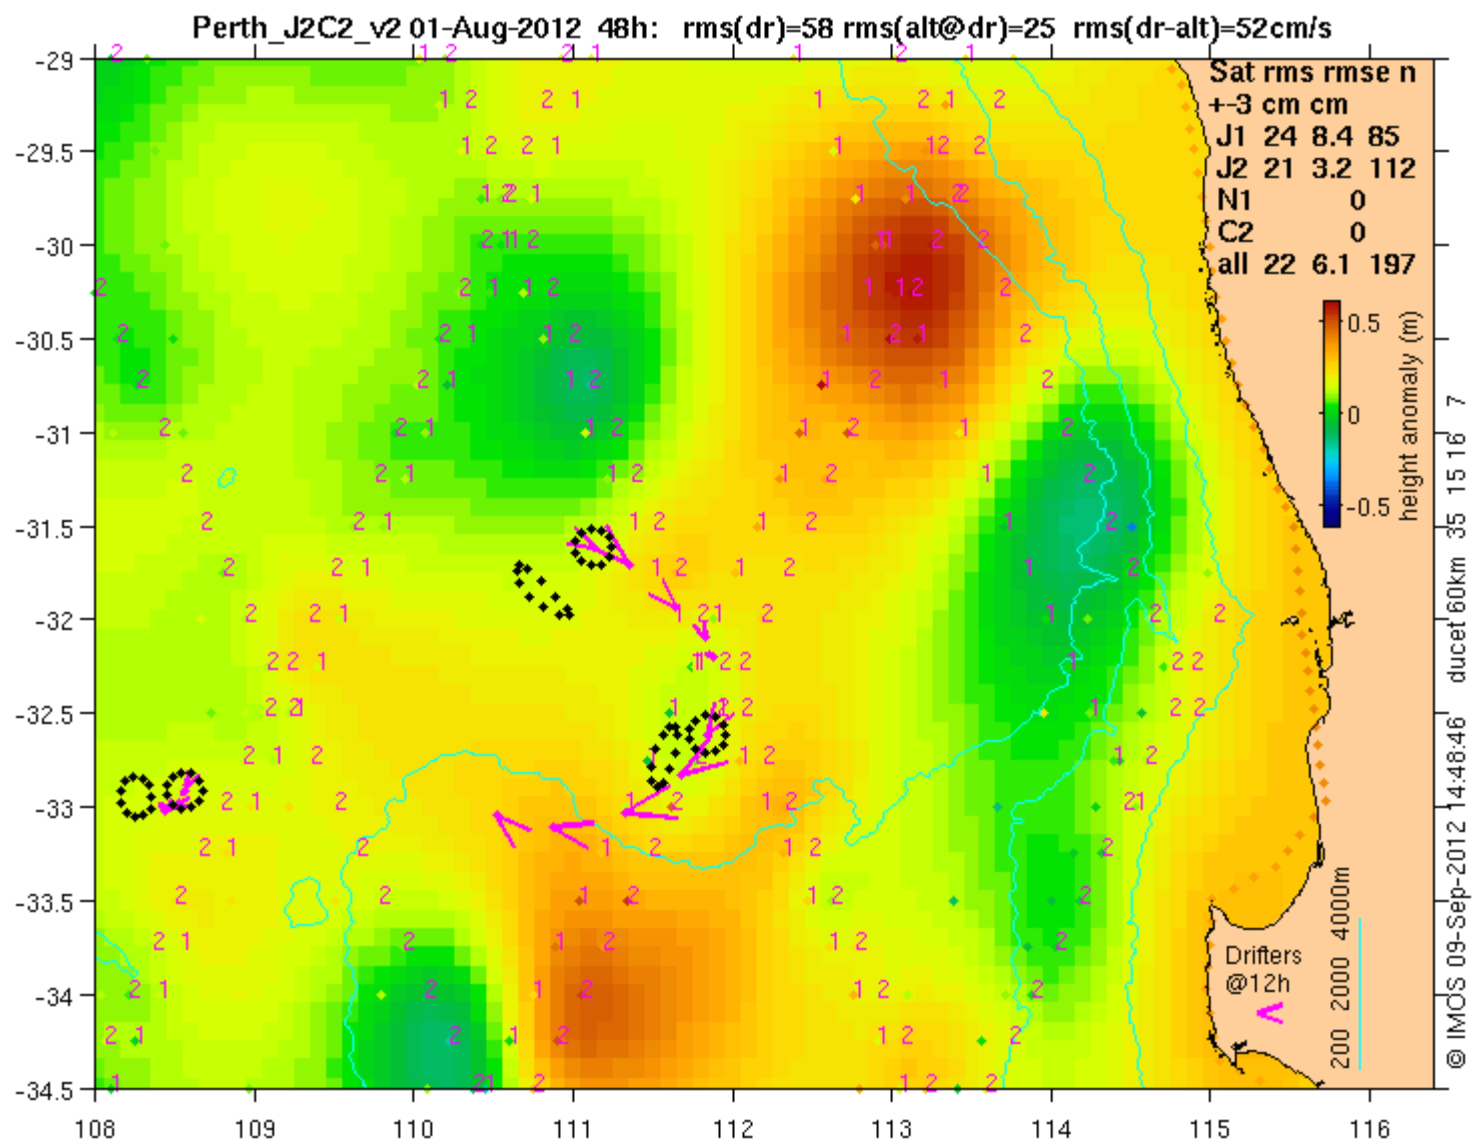 Perth_J2C2_v2 01-Aug-2012 48h: rms(dr)=58 rms(alt@dr)=25 rms(dr-alt)=52cm/s
Sat rms rmse n
+-3 cm cm
J1 24 8.4 85
J2 21 3.2 112
N1 0
C2 0
all 22 6.1 197
0.5
0
-0.5
height anomaly (m)
Drifters
@12h
200 2000 4000m
-29
-29.5
-30
-30.5
-31
-31.5
-32
-32.5
-33
-33.5
-34
-34.5
108 109 110 111 112 113 114 115 116
© IMOS 09-Sep-2012 14:48:46 ducet 60km 35 15 16 7